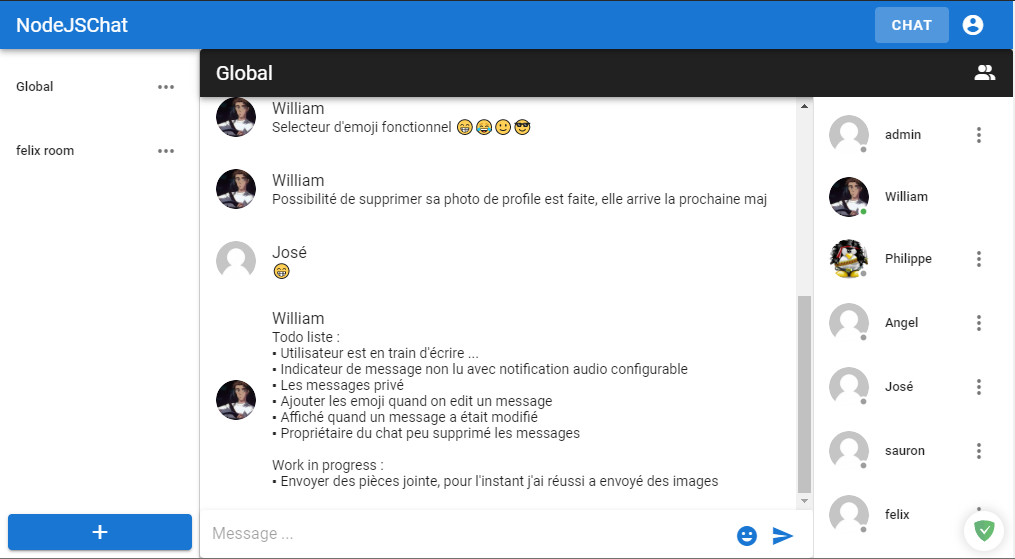 NodeJSChat
CHAT
Global
felix room
Global
William
Selecteur d'emoji fonctionnel 😁😂🙂😎
William
Possibilité de supprimer sa photo de profile est faite, elle arrive la prochaine maj
José
😁
William
Todo liste :
▪ Utilisateur est en train d'écrire ...
▪ Indicateur de message non lu avec notification audio configurable
▪ Les messages privé
▪ Ajouter les emoji quand on edit un message
▪ Affiché quand un message a était modifié
▪ Propriétaire du chat peu supprimé les messages
Work in progress :
▪ Envoyer des pièces jointe, pour l'instant j'ai réussi a envoyé des images
Message ...
admin
William
Philippe
Angel
José
sauron
felix